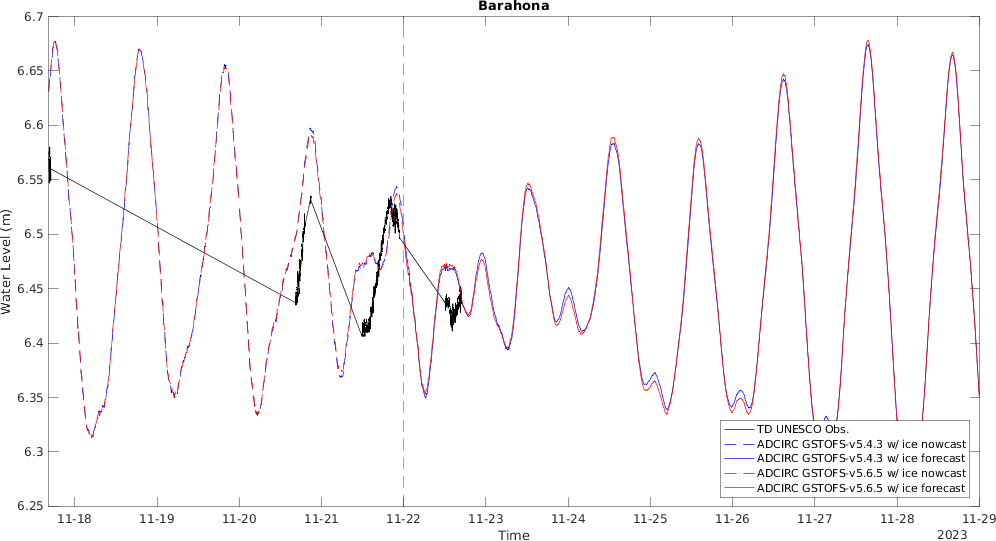 Barahona
6.7
6.65
6.6
6.55
6.5
6.45
6.4
6.35
6.3
6.25
Water Level (m)
TD UNESCO Obs.
ADCIRC GSTOFS-v5.4.3 w/ ice nowcast
ADCIRC GSTOFS-v5.4.3 w/ ice forecast
ADCIRC GSTOFS-v5.6.5 w/ ice nowcast
ADCIRC GSTOFS-v5.6.5 w/ ice forecast
11-18 11-19 11-20 11-21 11-22 11-23 11-24 11-25 11-26 11-27 11-28 11-29
Time
2023